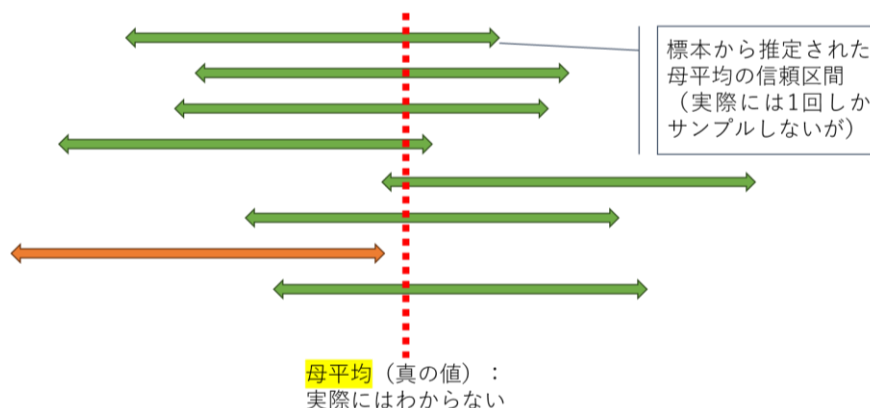 標本から推定された
母平均の信頼区間
（実際には1回しか
サンプルしないが）
母平均（真の値）：
実際にはわからない